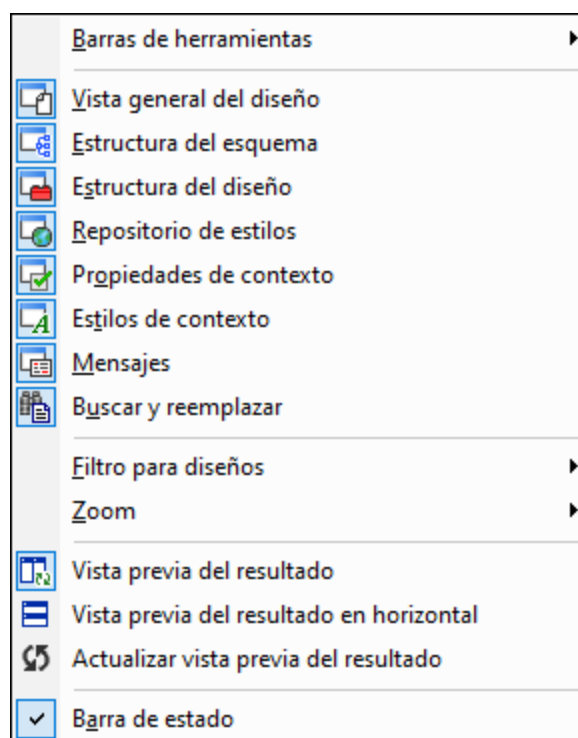 Barras de herramientas
Vista general del diseño
Estructura del esquema
Estructura del diseño
Repositorio de estilos
Propiedades de contexto
Estilos de contexto
Mensajes
Buscar y reemplazar
Filtro para diseños
Zoom
Vista previa del resultado
Vista previa del resultado en horizontal
Actualizar vista previa del resultado
Barra de estado